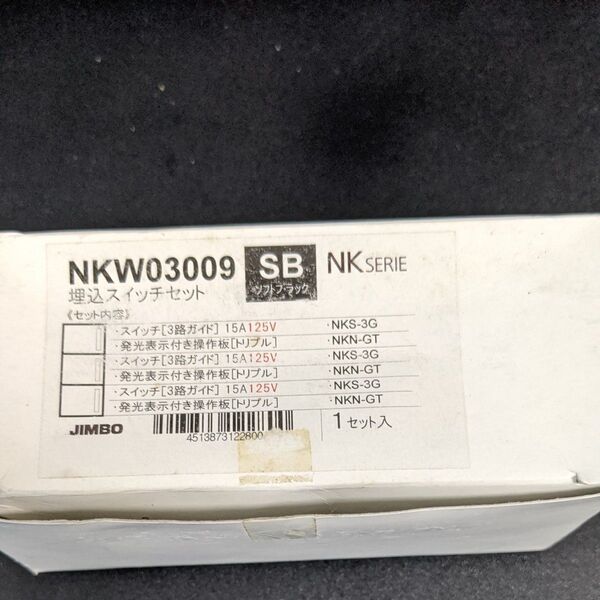 NKW03009 SB NK SERIE
埋込スイッチセット ソフトブラック
《セット内容》
・スイッチ[3路ガイド] 15A125V ・NKS-3G
・発光表示付き操作板[トリプル] ・NKN-GT
・スイッチ[3路ガイド] 15A125V ・NKS-3G
・発光表示付き操作板[トリプル] ・NKN-GT
・スイッチ[3路ガイド] 15A125V ・NKS-3G
・発光表示付き操作板[トリプル] ・NKN-GT
JIMBO 4513873122800 1セット入